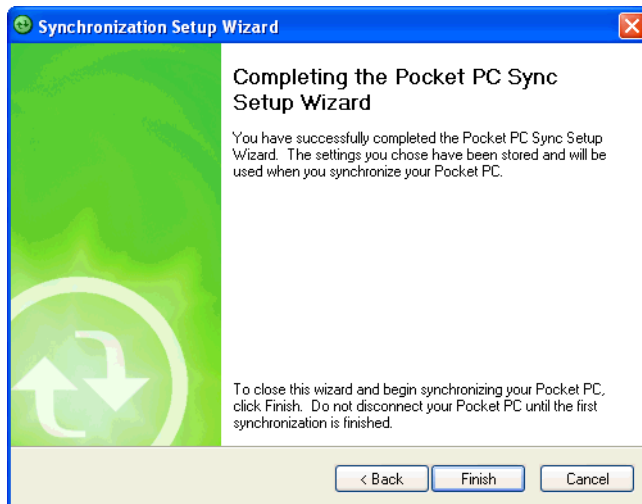 Synchronization Setup Wizard
Completing the Pocket PC Sync
Setup Wizard
You have successfully completed the Pocket PC Sync Setup
Wizard. The settings you chose have been stored and will be
used when you synchronize your Pocket PC.
To close this wizard and begin synchronizing your Pocket PC,
click Finish. Do not disconnect your Pocket PC until the first
synchronization is finished.
< Back Finish Cancel